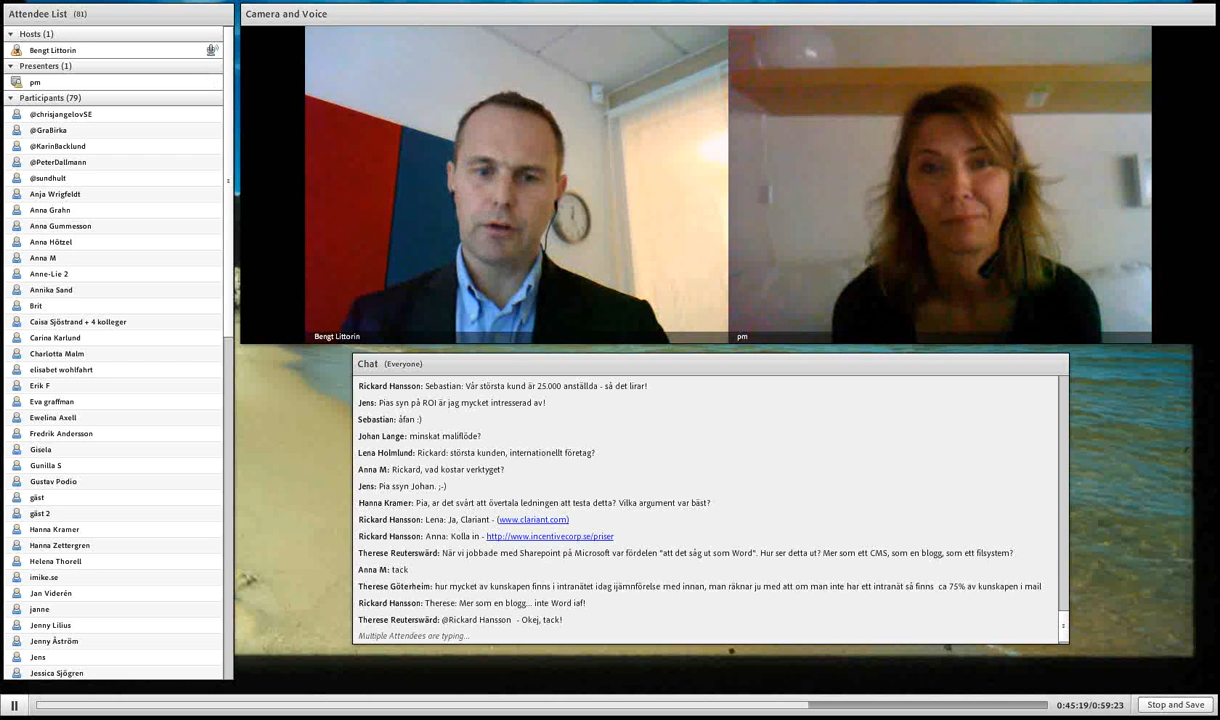 Attendee List (81)
Hosts (1)
Bengt Littorin
Presenters (1)
pm
Participants (79)
@chrisjangelovSE
@GraBirka
@KarinBacklund
@PeterDallmann
@sundhult
Anja Wrigfeldt
Anna Grahn
Anna Gummesson
Anna Hötzel
Anna M
Anne-Lie 2
Annika Sand
Brit
Caisa Sjöstrand + 4 kolleger
Carina Karlund
Charlotta Malm
elisabet wohlfahrt
Erik F
Eva graffman
Ewelina Axell
Fredrik Andersson
Gisela
Gunilla S
Gustav Podio
gäst
gäst 2
Hanna Kramer
Hanna Zettergren
Helena Thorell
imike.se
Jan Viderén
janne
Jenny Lilius
Jenny Åström
Jens
Jessica Sjögren
Camera and Voice
Bengt Littorin
pm
Chat (Everyone)
Rickard Hansson: Sebastian: Vår största kund är 25.000 anställda - så det lirar!
Jens: Pias syn på ROI är jag mycket intresserad av!
Sebastian: åfan :)
Johan Lange: minskat maliflöde?
Lena Holmlund: Rickard: största kunden, internationellt företag?
Anna M: Rickard, vad kostar verktyget?
Jens: Pia ssyn Johan. ;-)
Hanna Kramer: Pia, ar det svårt att övertala ledningen att testa detta? Vilka argument var bäst?
Rickard Hansson: Lena: Ja, Clariant - (www.clariant.com)
Rickard Hansson: Anna: Kolla in - http://www.incentivecorp.se/priser
Therese Reuterswärd: När vi jobbade med Sharepoint på Microsoft var fördelen "att det såg ut som Word". Hur ser detta ut? Mer som ett CMS, som en blogg, som ett filsystem?
Anna M: tack
Therese Göterheim: hur mycket av kunskapen finns i intranätet idag ijämnförelse med innan, man räknar ju med att om man inte har ett intranät så finns ca 75% av kunskapen i mail
Rickard Hansson: Therese: Mer som en blogg... inte Word iaf!
Therese Reuterswärd: @Rickard Hansson - Okej, tack!
Multiple Attendees are typing...
0:45:19/0:59:23
Stop and Save